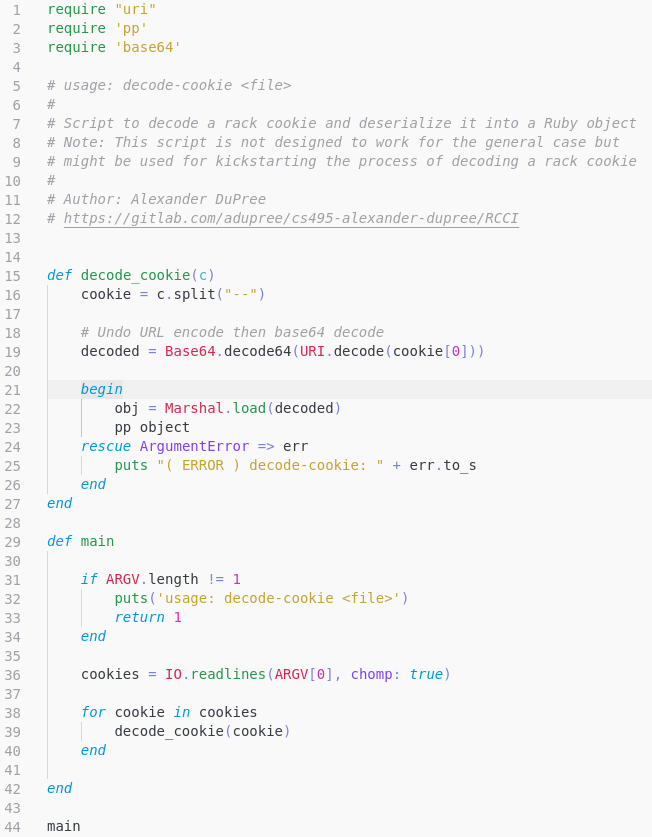 1 require "uri"
2 require 'pp'
3 require 'base64'
4
5 # usage: decode-cookie <file>
6 #
7 # Script to decode a rack cookie and deserialize it into a Ruby object
8 # Note: This script is not designed to work for the general case but
9 # might be used for kickstarting the process of decoding a rack cookie
10 #
11 # Author: Alexander DuPree
12 # https://gitlab.com/adupree/cs495-alexander-dupree/RCCI
13
14
15 def decode_cookie(c)
16     cookie = c.split("--")
17
18     # Undo URL encode then base64 decode
19     decoded = Base64.decode64(URI.decode(cookie[0]))
20
21     begin
22         obj = Marshal.load(decoded)
23         pp object
24     rescue ArgumentError => err
25         puts "( ERROR ) decode-cookie: " + err.to_s
26     end
27 end
28
29 def main
30
31     if ARGV.length != 1
32         puts('usage: decode-cookie <file>')
33         return 1
34     end
35
36     cookies = IO.readlines(ARGV[0], chomp: true)
37
38     for cookie in cookies
39         decode_cookie(cookie)
40     end
41
42 end
43
44 main